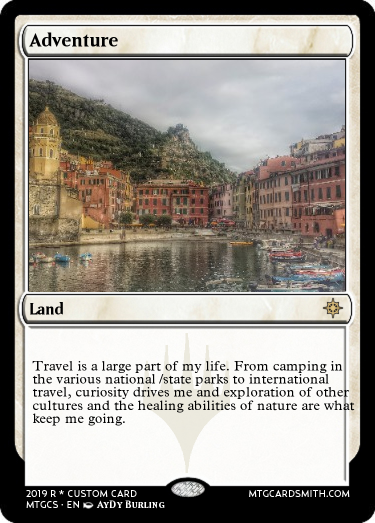 Adventure
Land
Travel is a large part of my life. From camping in
the various national /state parks to international
travel, curiosity drives me and exploration of other
cultures and the healing abilities of nature are what
keep me going.
2019 R * CUSTOM CARD
MTGCARDSMITH.COM
MTGCS • EN AyDy Burling